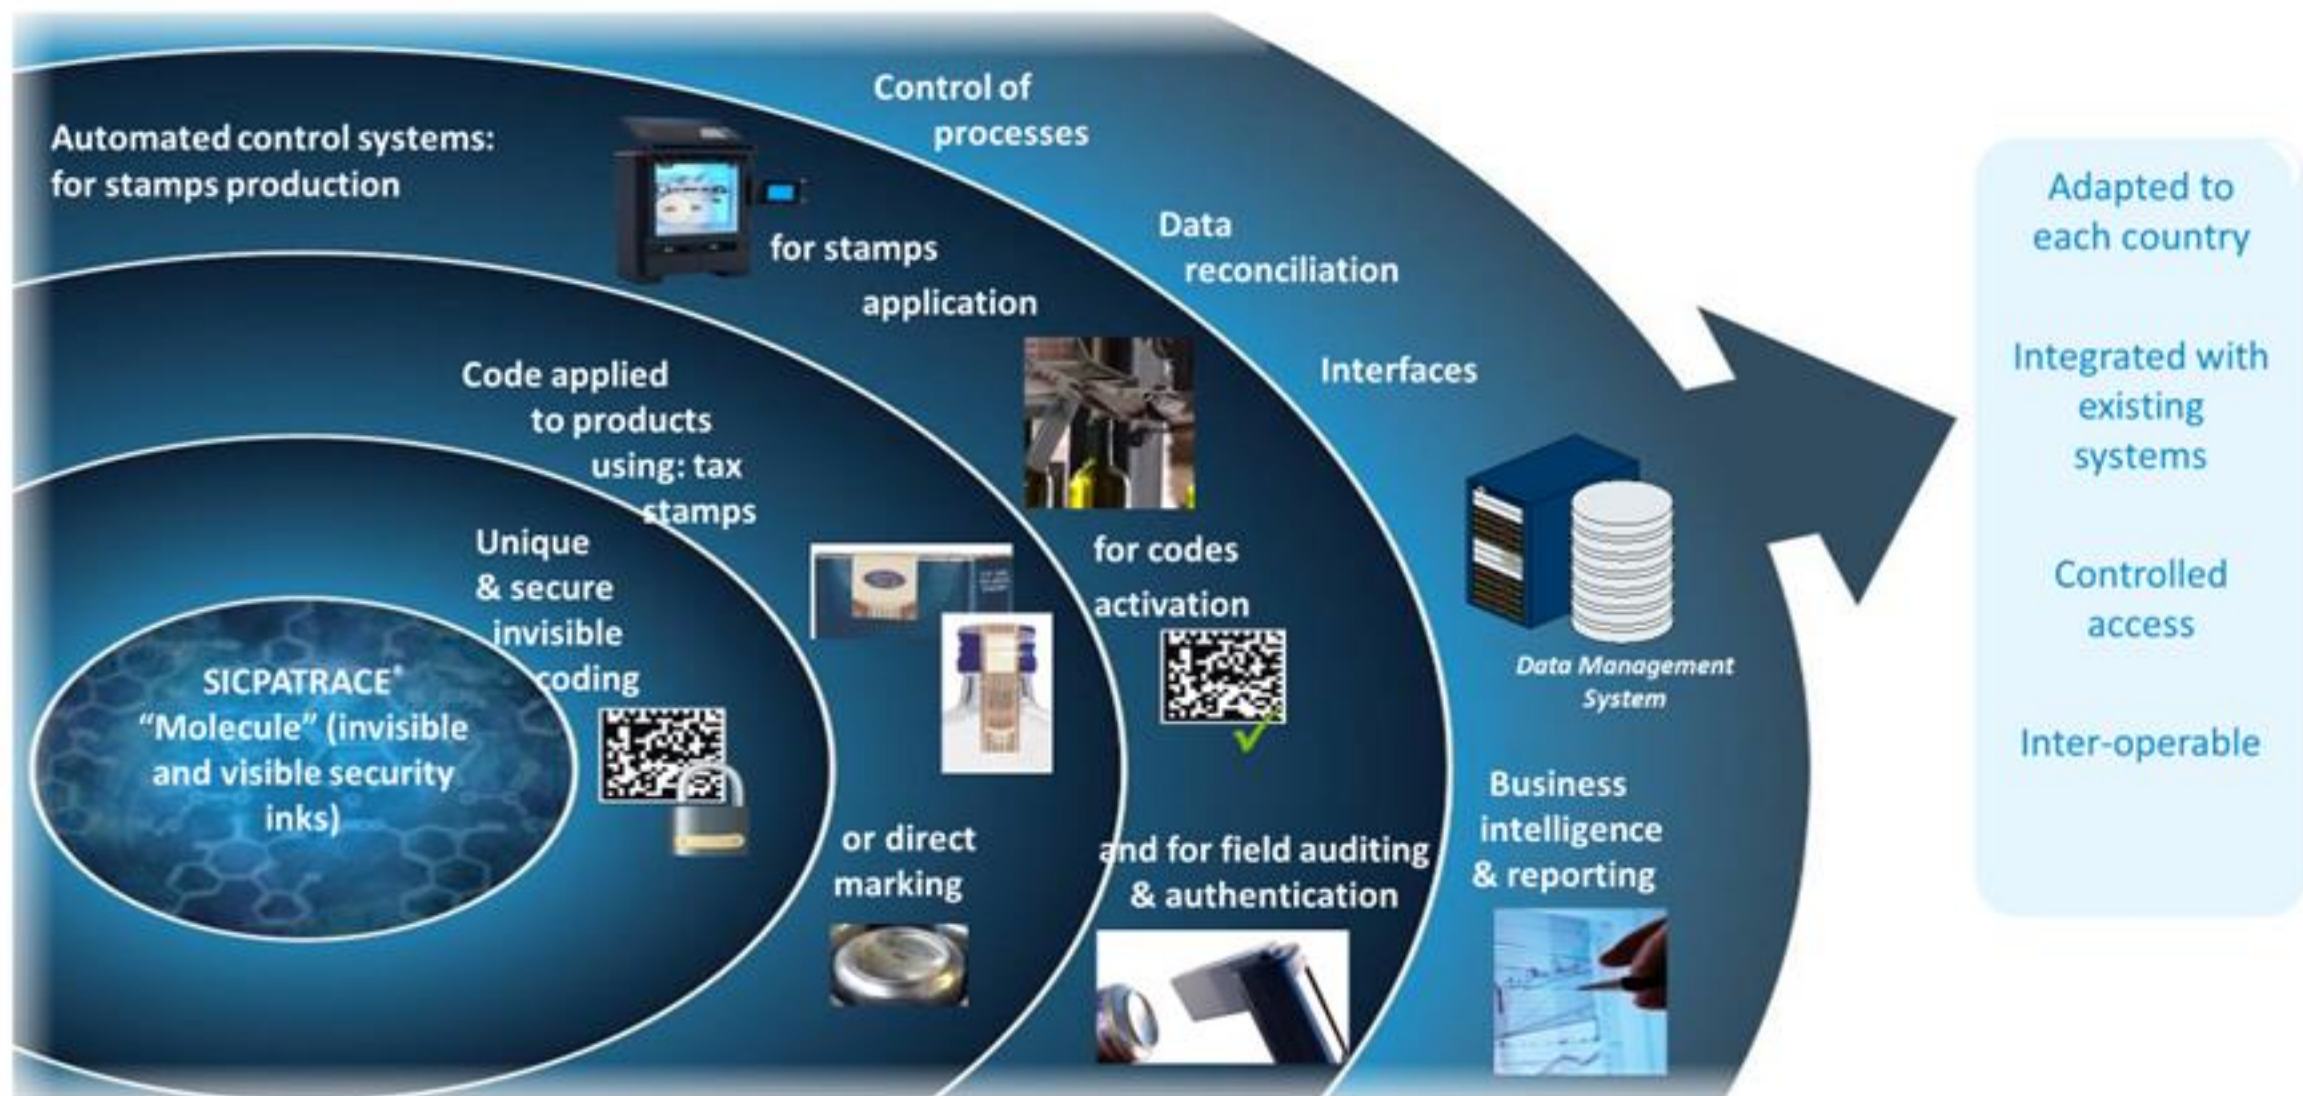 Automated control systems:
for stamps production
for stamps
application
for codes
activation
and for field auditing
& authentication
Code applied
to products
using: tax
stamps
or direct
marking
Unique
& secure
invisible
coding
SICPATRACE®
“Molecule” (invisible
and visible security
inks)
Control of
processes
Data
reconciliation
Interfaces
Data Management
System
Business
intelligence
& reporting
Adapted to
each country
Integrated with
existing
systems
Controlled
access
Inter-operable